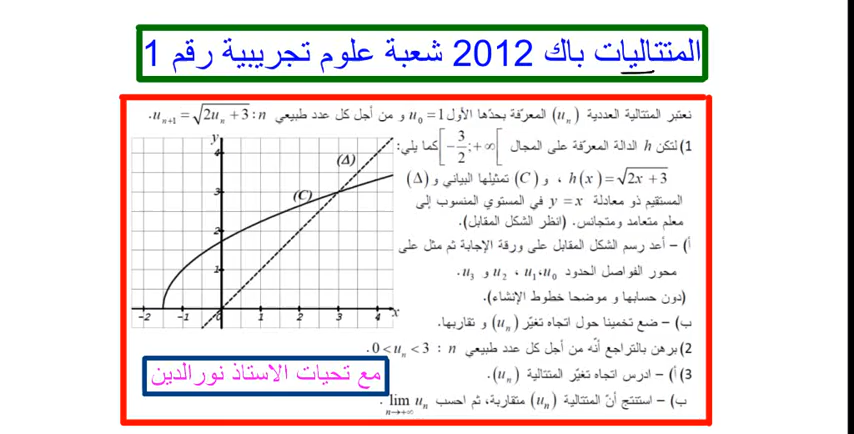 المتتاليات باك 2012 شعبة علوم تجريبية رقم 1
نعتبر المتتالية العددية (uₙ) المعرّفة بحدّها الأول u₀ = 1 و من أجل كل عدد طبيعي n : uₙ₊₁ = √(2uₙ + 3).
1) لتكن h الدالة المعرّفة على المجال [-3/2 ; +∞[ كما يلي:
h(x) = √(2x + 3) ، و (C) تمثيلها البياني و (Δ)
المستقيم ذو معادلة y = x في المستوي المنسوب إلى
معلم متعامد ومتجانس. (انظر الشكل المقابل).
أ) – أعد رسم الشكل المقابل على ورقة الإجابة ثم مثل على
محور الفواصل الحدود u₀ ، u₁ ، u₂ و u₃.
(دون حسابها و موضحا خطوط الإنشاء).
ب) – ضع تخمينا حول اتجاه تغيّر (uₙ) و تقاربها.
2) برهن بالتراجع أنّه من أجل كل عدد طبيعي n : 0 < uₙ < 3.
3) أ) – ادرس اتجاه تغيّر المتتالية (uₙ).
ب) – استنتج أنّ المتتالية (uₙ) متقاربة، ثم احسب lim uₙ .
n→+∞
y
4
3
2
1
(Δ)
(C)
-2 -1 0 1 2 3 4 x
مع تحيات الاستاذ نورالدين